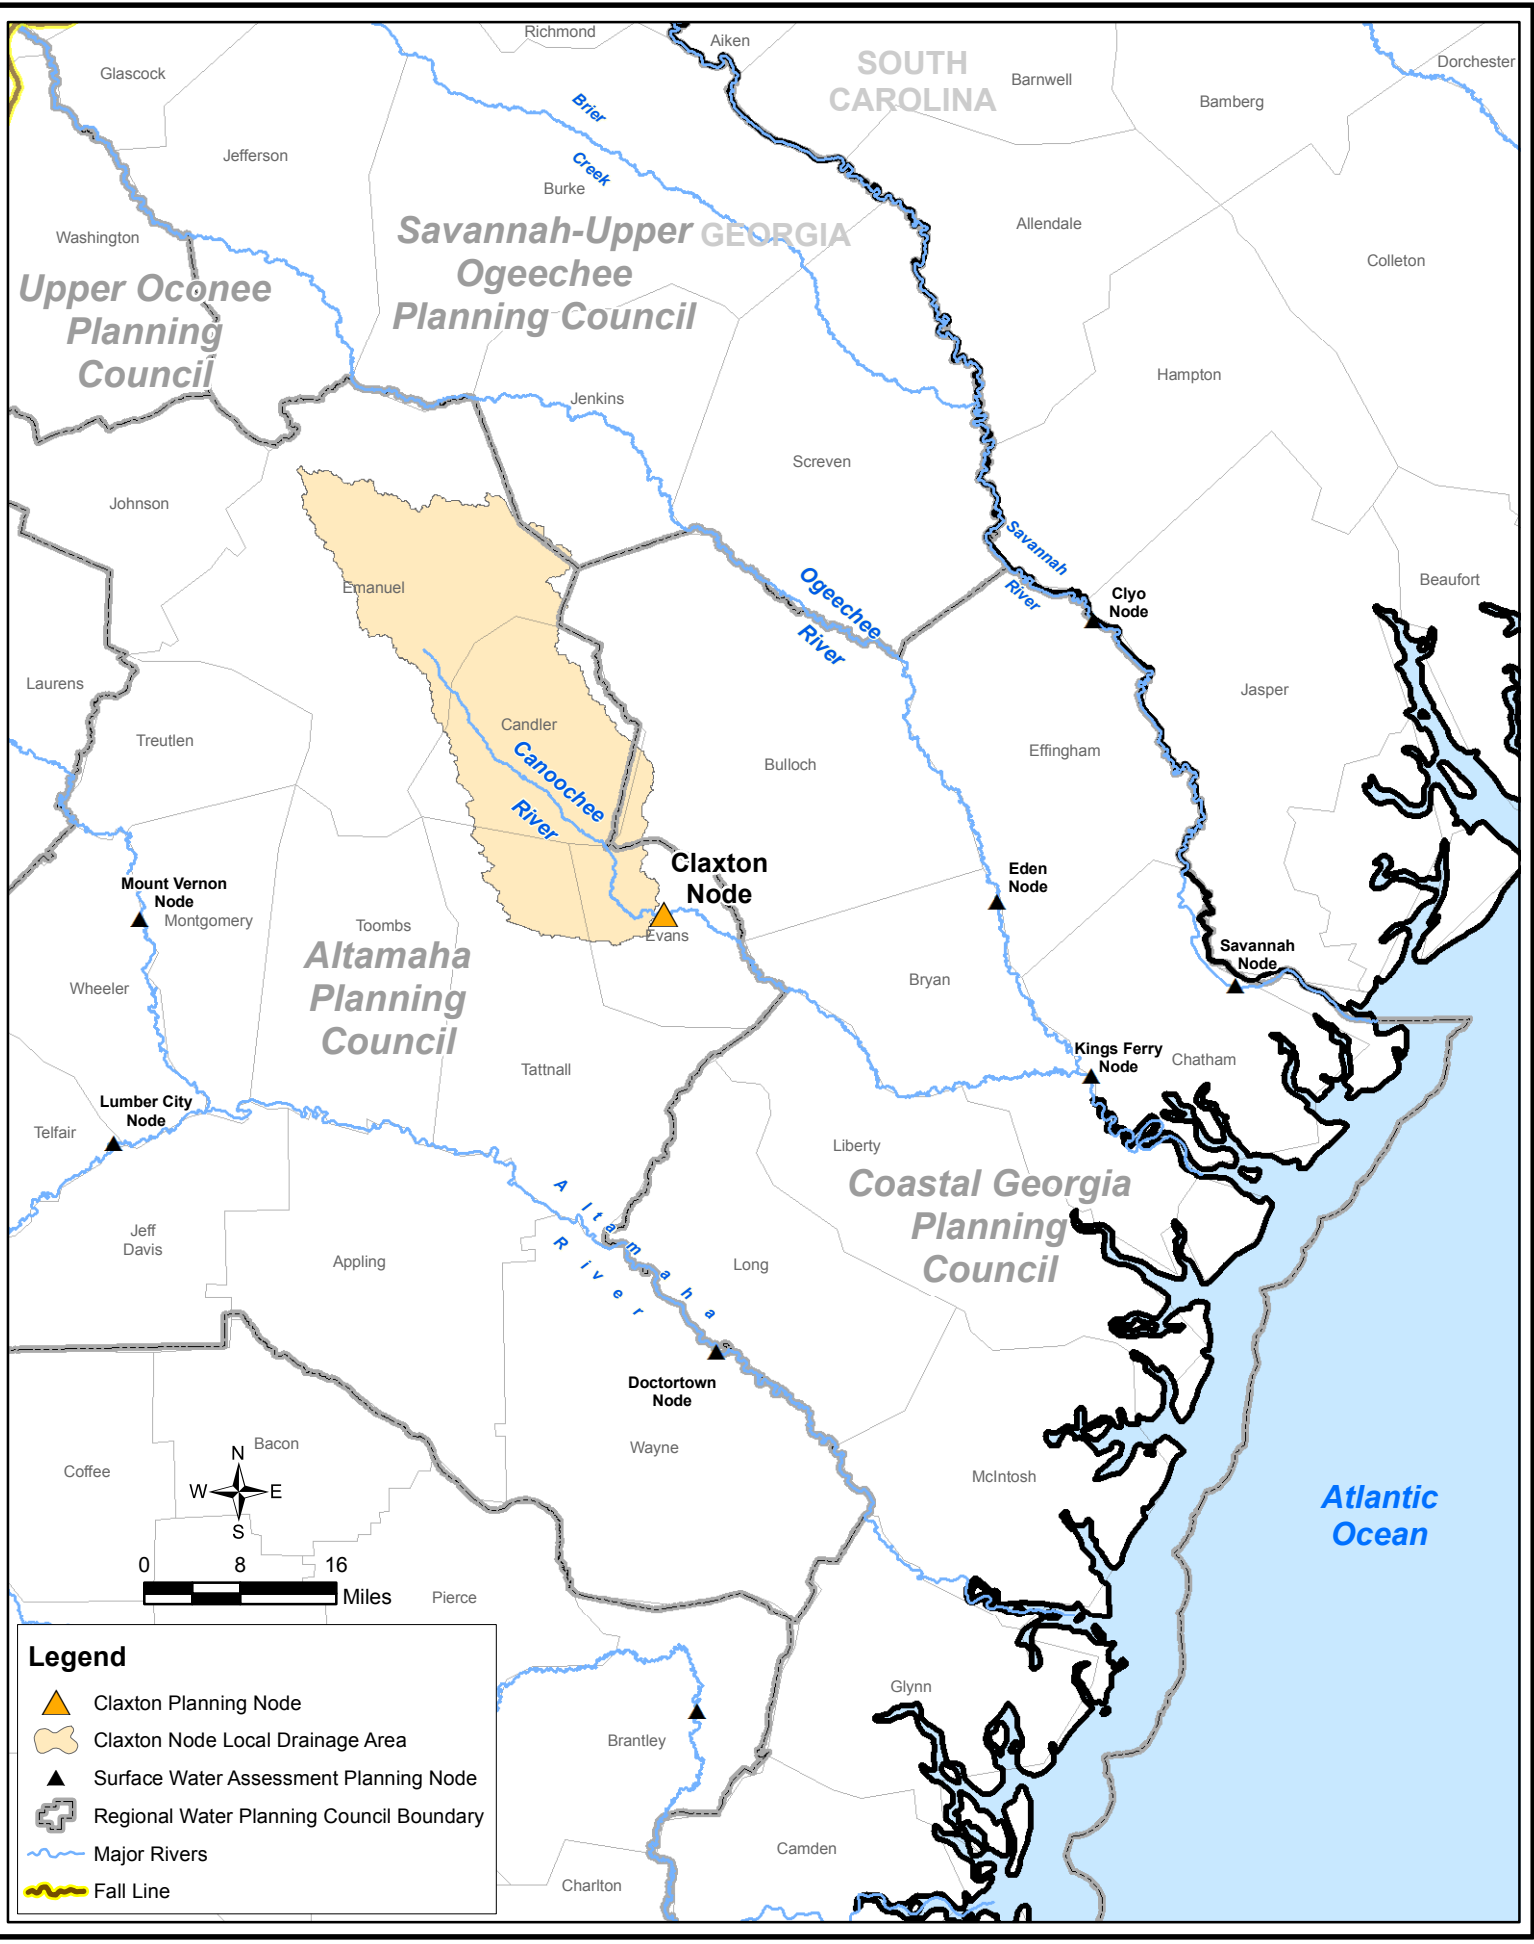 Richmond
Aiken
SOUTH
CAROLINA
Barnwell
Dorchester
Glascock
Bamberg
Brier
Creek
Jefferson
Burke
Allendale
Washington
Savannah-Upper
Ogeechee
Planning Council
GEORGIA
Colleton
Upper Oconee
Planning
Council
Hampton
Jenkins
Screven
Johnson
Savannah
River
Emanuel
Ogeechee
River
Clyo
Node
Beaufort
Laurens
Jasper
Treutlen
Candler
Canoochee
River
Bulloch
Effingham
Claxton
Node
Eden
Node
Mount Vernon
Node
Montgomery
Toombs
Evans
Savannah
Node
Altamaha
Planning
Council
Wheeler
Bryan
Tattnall
Kings Ferry
Node
Chatham
Lumber City
Node
Telfair
Liberty
Coastal Georgia
Planning
Council
Altamaha
River
Jeff
Davis
Appling
Long
Doctortown
Node
Wayne
Bacon
Coffee
McIntosh
Atlantic
Ocean
N
W E
S
0 8 16
Miles
Pierce
Legend
Claxton Planning Node
Claxton Node Local Drainage Area
Surface Water Assessment Planning Node
Regional Water Planning Council Boundary
Major Rivers
Fall Line
Glynn
Brantley
Camden
Charlton